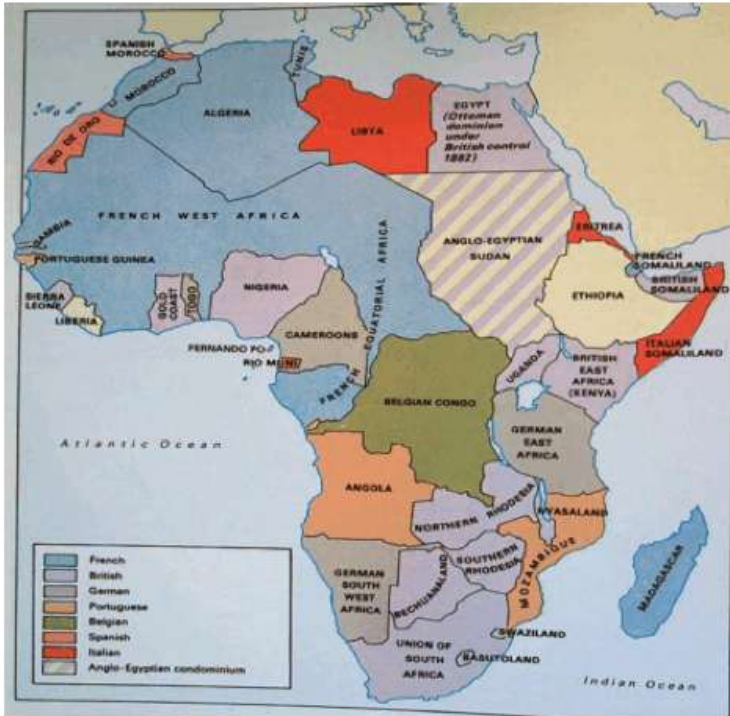 SPANISH
MOROCCO
MOROCCO
TUNIS
ALGERIA
LIBYA
EGYPT
(Ottoman
dominion
under
British control
1882)
RIO DE ORO
FRENCH WEST AFRICA
GAMBIA
PORTUGUESE GUINEA
SIERRA
LEONE
LIBERIA
GOLD
COAST
TOGO
NIGERIA
CAMEROONS
FERNANDO PO
RIO MUNI
FRENCH EQUATORIAL AFRICA
ANGLO-EGYPTIAN
SUDAN
ERITREA
FRENCH
SOMALILAND
BRITISH
SOMALILAND
ETHIOPIA
ITALIAN
SOMALILAND
UGANDA
BRITISH
EAST
AFRICA
(KENYA)
BELGIAN CONGO
GERMAN
EAST
AFRICA
Atlantic Ocean
ANGOLA
NORTHERN RHODESIA
NYASALAND
MOZAMBIQUE
SOUTHERN
RHODESIA
GERMAN
SOUTH
WEST
AFRICA
BECHUANALAND
MADAGASCAR
SWAZILAND
UNION OF
SOUTH
AFRICA
BASUTOLAND
Indian Ocean
French
British
German
Portuguese
Belgian
Spanish
Italian
Anglo-Egyptian condominium